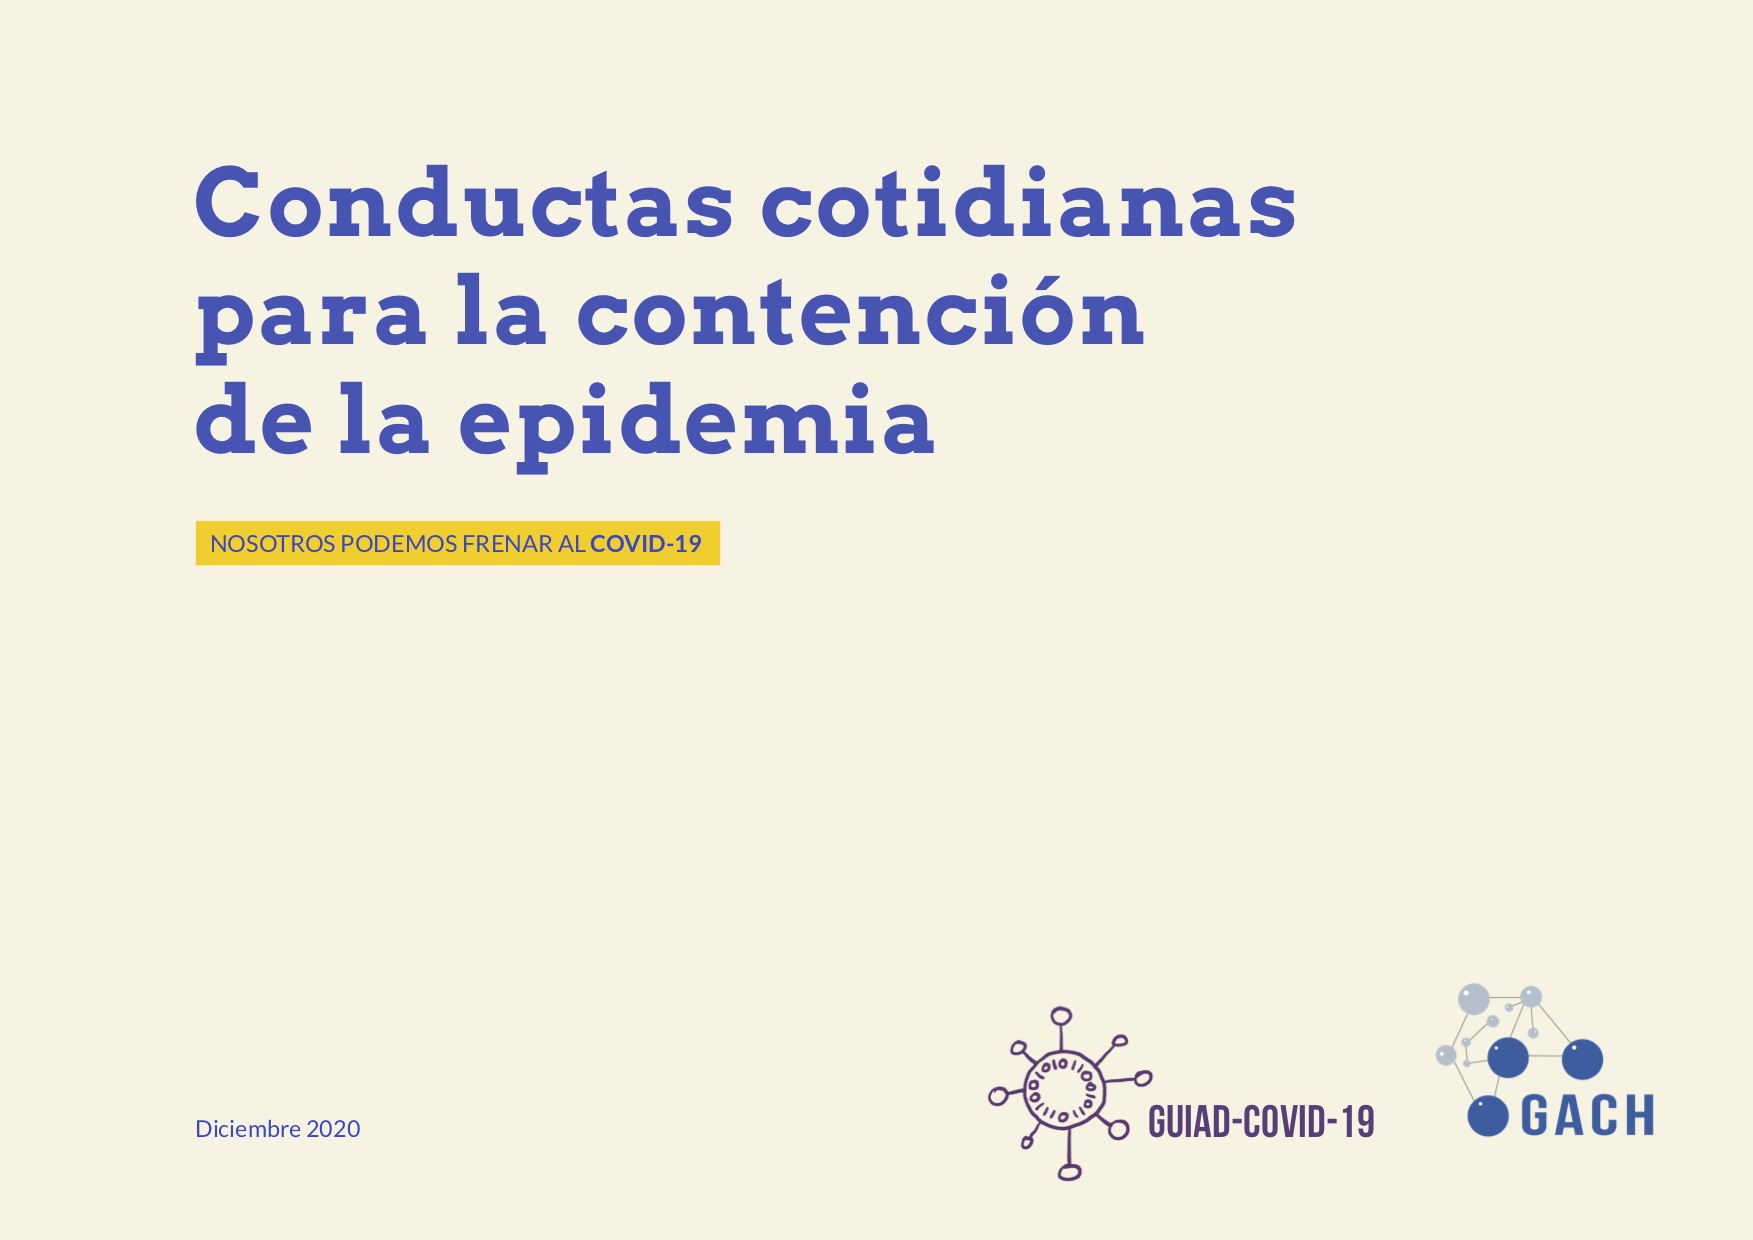 Conductas cotidianas
para la contención
de la epidemia
NOSOTROS PODEMOS FRENAR AL COVID-19
Diciembre 2020
GUIAD-COVID-19
GACH